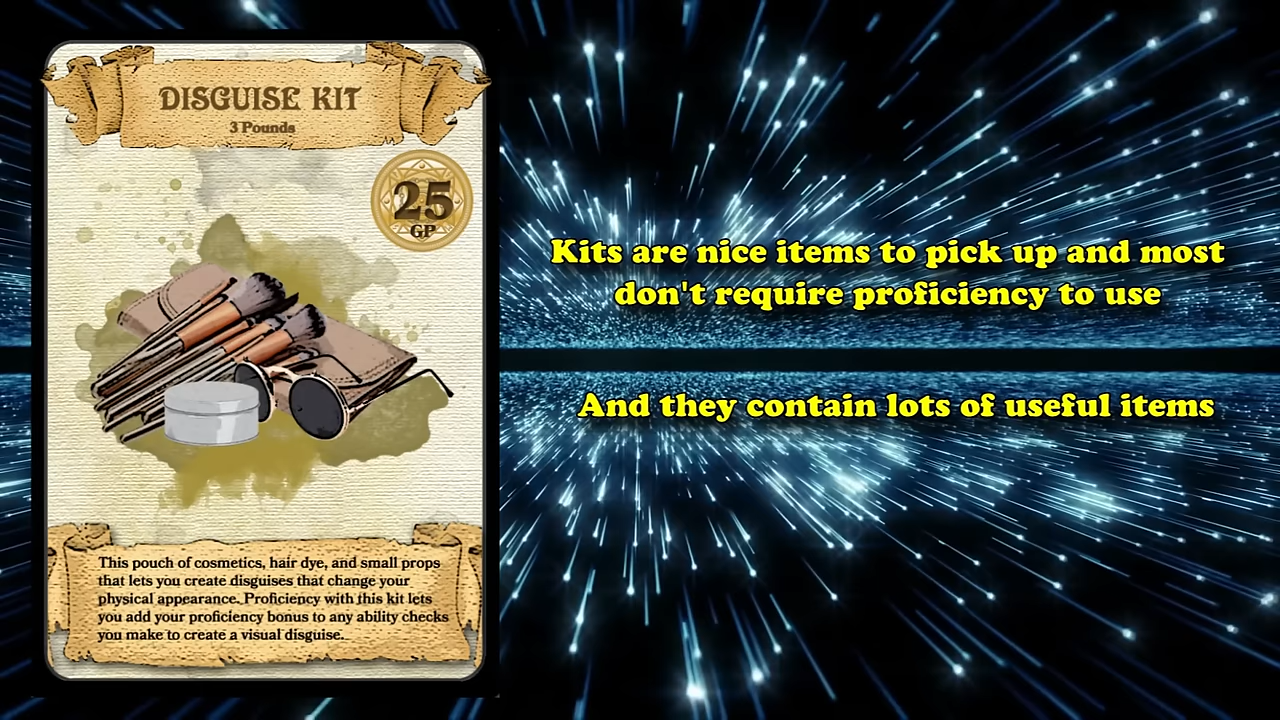 DISGUISE KIT
3 Pounds
25
GP
Kits are nice items to pick up and most
don't require proficiency to use
And they contain lots of useful items
This pouch of cosmetics, hair dye, and small props
that lets you create disguises that change your
physical appearance. Proficiency with this kit lets
you add your proficiency bonus to any ability checks
you make to create a visual disguise.